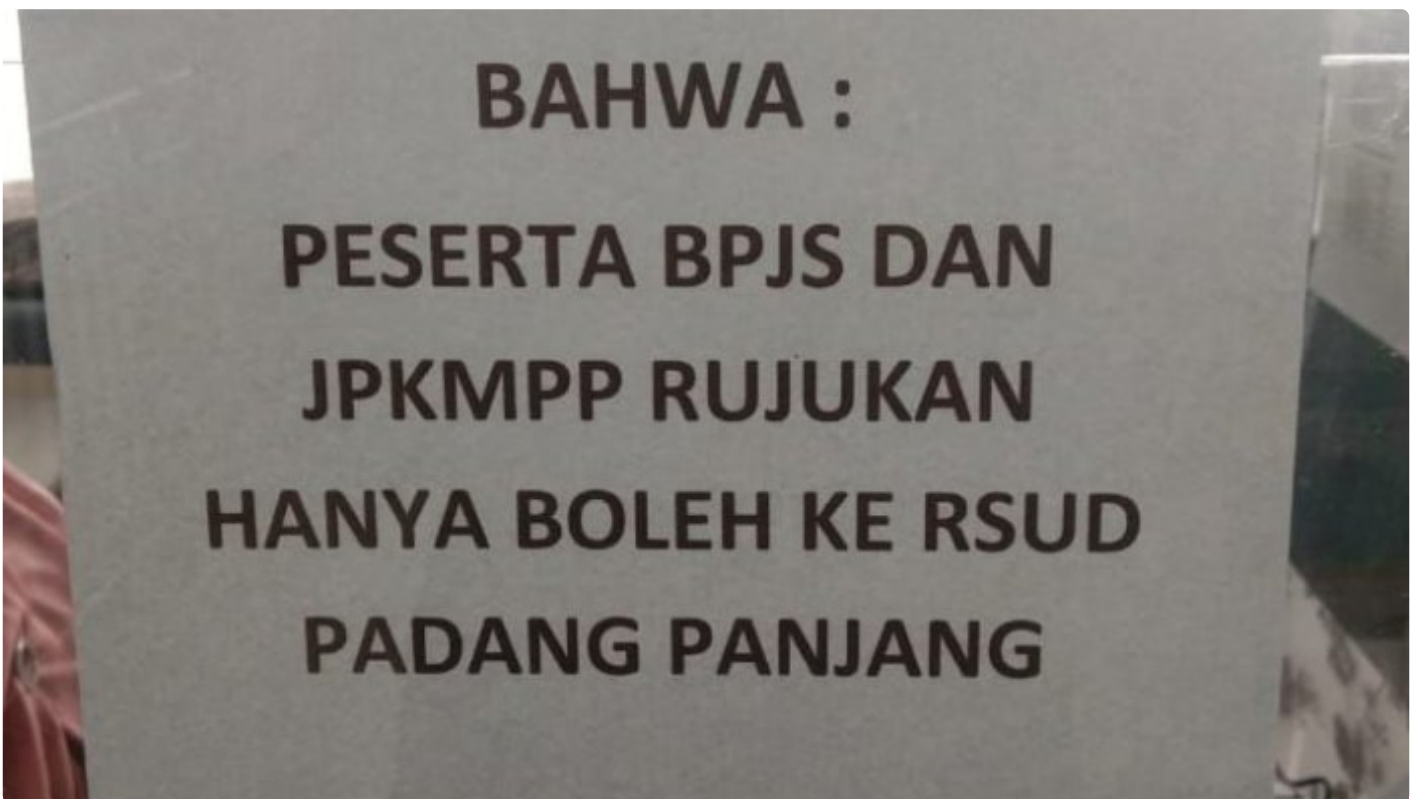 BAHWA :
PESERTA BPJS DAN
JPKMPP RUJUKAN
HANYA BOLEH KE RSUD
PADANG PANJANG